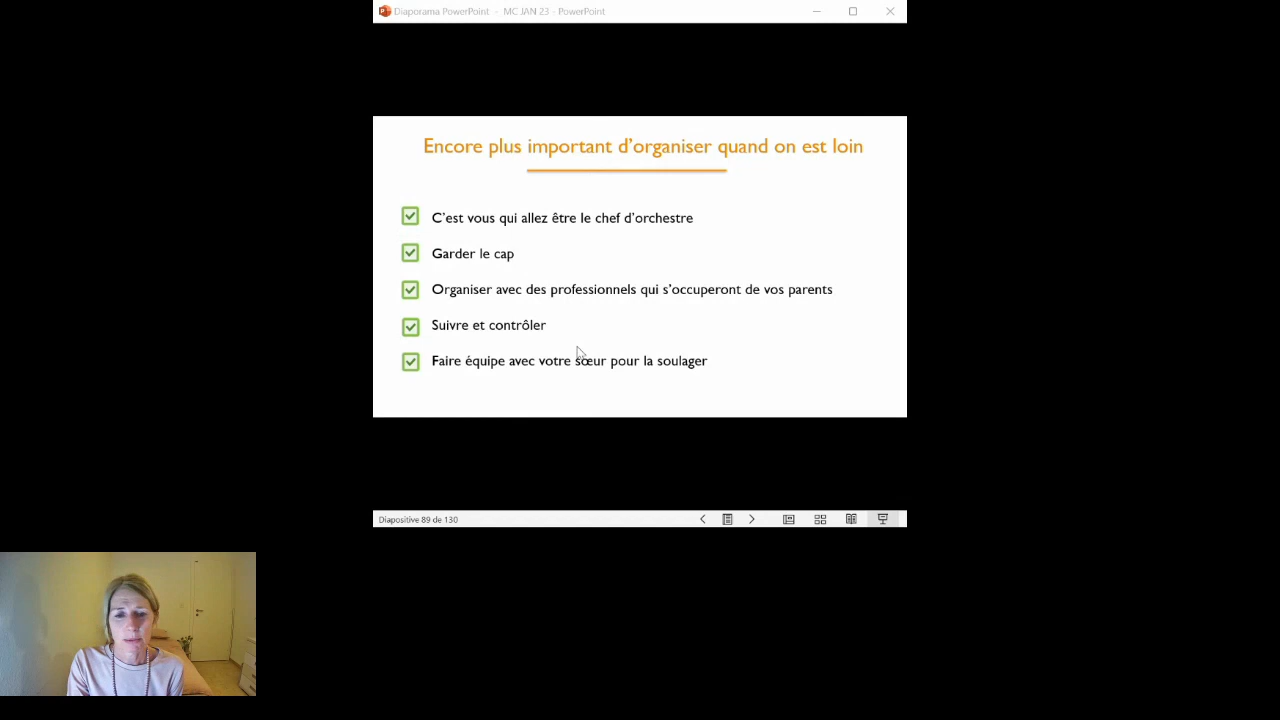 Diaporama PowerPoint - MC JAN 23 - PowerPoint
Encore plus important d'organiser quand on est loin
C'est vous qui allez être le chef d'orchestre
Garder le cap
Organiser avec des professionnels qui s'occuperont de vos parents
Suivre et contrôler
Faire équipe avec votre sœur pour la soulager
Diapositive 89 de 130